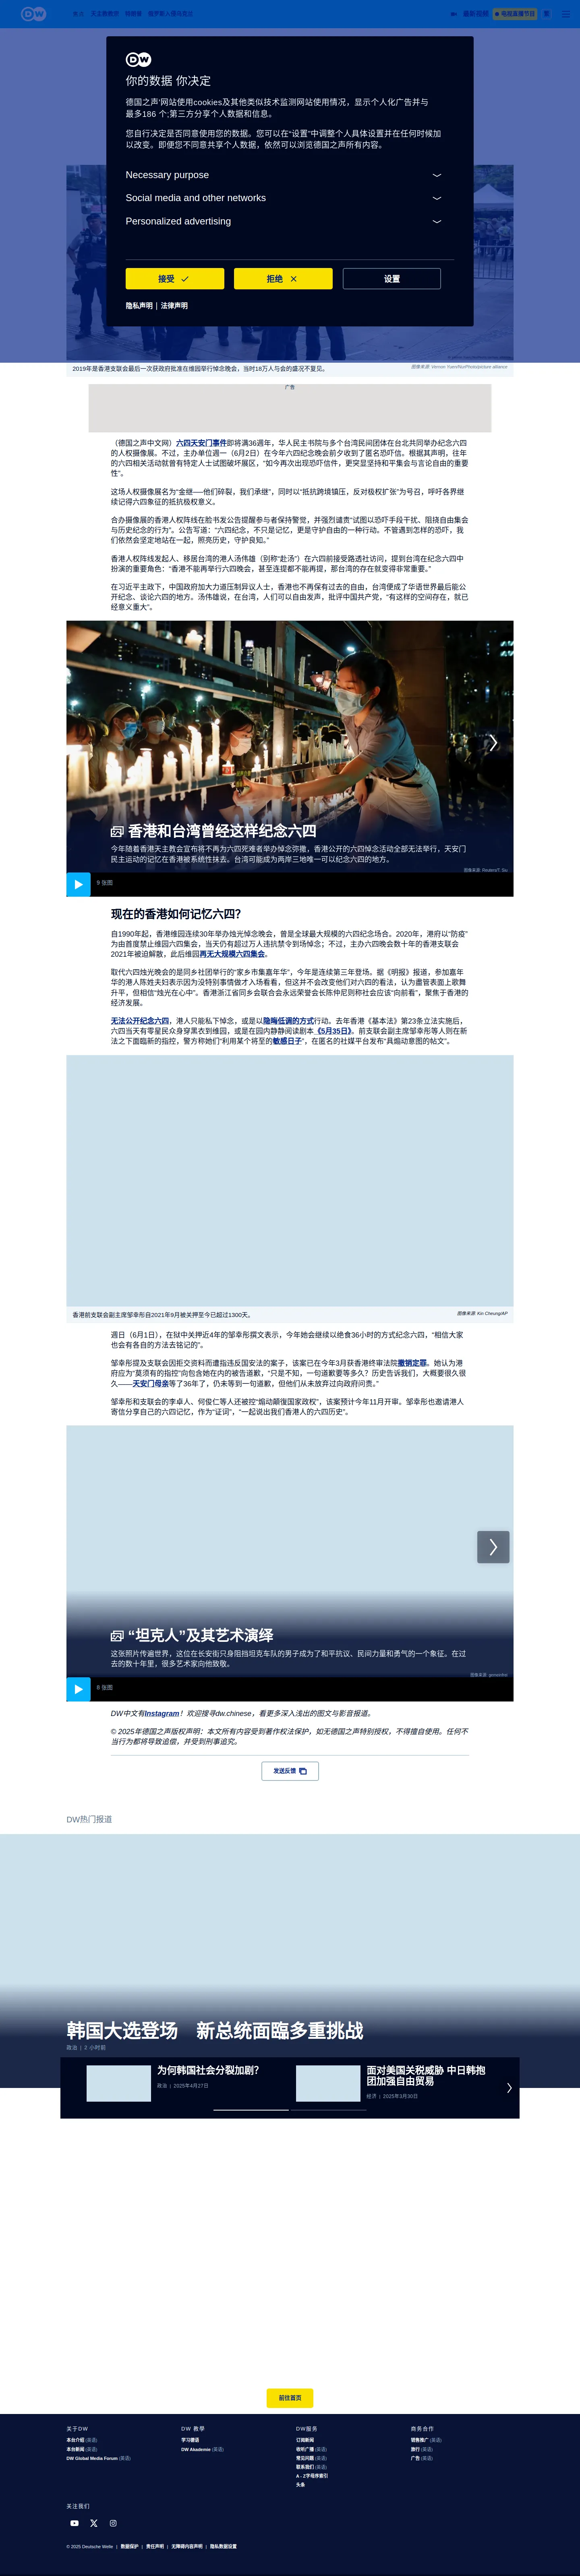 DW
最新视频
DW
你的数据 你决定
德国之声'网站使用cookies及其他类似技术监测网站使用情况，显示个人化广告并与
最多186 个;第三方分享个人数据和信息。
您自行决定是否同意使用您的数据。您可以在"设置"中调整个人具体设置并在任何时候加
以改变。即便您不同意共享个人数据，依然可以浏览德国之声所有内容。
Necessary purpose
Social media and other networks
Personalized advertising
接受
拒绝
设置
隐私声明 | 法律声明
2019年是香港支联会最后一次获政府批准在维园举行悼念晚会，当时18万人与会的盛况不复见。
图像来源: Vernon Yuen/NurPhoto/picture alliance
广告
（德国之声中文网）六四天安门事件即将满36週年，华人民主书院与多个台湾民间团体在台北共同举办纪念六四
的人权摄像展。不过，主办单位週一（6月2日）在今年六四纪念晚会前夕收到了匿名恐吓信。根据其声明，往年
的六四相关活动就曾有特定人士试图破坏展区，"如今再次出现恐吓信件，更突显坚持和平集会与言论自由的重要
性"。
这场人权摄像展名为"金继──他们碎裂，我们承继"，同时以"抵抗跨境镇压，反对极权扩张"为号召，呼吁各界继
续记得六四象征的抵抗极权意义。
合办摄像展的香港人权阵线在脸书发公告提醒参与者保持警觉，并强烈谴责"试图以恐吓手段干扰、阻挠自由集会
与历史纪念的行为"。公告写道："六四纪念，不只是记忆，更是守护自由的一种行动。不管遇到怎样的恐吓，我
们依然会坚定地站在一起，照亮历史，守护良知。"
香港人权阵线发起人、移居台湾的港人汤伟雄（别称"赴汤"）在六四前接受路透社访问，提到台湾在纪念六四中
扮演的重要角色："香港不能再举行六四晚会，甚至连提都不能再提，那台湾的存在就变得非常重要。"
在习近平主政下，中国政府加大力道压制异议人士，香港也不再保有过去的自由，台湾便成了华语世界最后能公
开纪念、谈论六四的地方。汤伟雄说，在台湾，人们可以自由发声，批评中国共产党，"有这样的空间存在，就已
经意义重大"。
香港和台湾曾经这样纪念六四
今年随着香港天主教会宣布将不再为六四死难者举办悼念弥撒，香港公开的六四悼念活动全部无法举行，天安门
民主运动的记忆在香港被系统性抹去。台湾可能成为两岸三地唯一可以纪念六四的地方。
图像来源: Reuters/T. Siu
9 张图
现在的香港如何记忆六四？
自1990年起，香港维园连续30年举办烛光悼念晚会，曾是全球最大规模的六四纪念场合。2020年，港府以"防疫"
为由首度禁止维园六四集会，当天仍有超过万人违抗禁令到场悼念；不过，主办六四晚会数十年的香港支联会
2021年被迫解散，此后维园再无大规模六四集会。
取代六四烛光晚会的是同乡社团举行的"家乡市集嘉年华"，今年是连续第三年登场。据《明报》报道，参加嘉年
华的港人陈姓夫妇表示因为没特别事情做才入场看看，但这并不会改变他们对六四的看法，认为盡管表面上歌舞
升平，但相信"烛光在心中"。香港浙江省同乡会联合会永远荣誉会长陈仲尼则称社会应该"向前看"，聚焦于香港的
经济发展。
无法公开纪念六四，港人只能私下悼念，或是以隐晦低调的方式行动。去年香港《基本法》第23条立法实施后，
六四当天有零星民众身穿黑衣到维园，或是在园内静静阅读剧本《5月35日》。前支联会副主席邹幸彤等人则在新
法之下面臨新的指控，警方称她们"利用某个将至的敏感日子"，在匿名的社媒平台发布"具煽动意图的帖文"。
香港前支联会副主席邹幸彤自2021年9月被关押至今已超过1300天。
图像来源: Kin Cheung/AP
週日（6月1日），在狱中关押近4年的邹幸彤撰文表示，今年她会继续以绝食36小时的方式纪念六四，"相信大家
也会有各自的方法去铭记的"。
邹幸彤提及支联会因拒交资料而遭指违反国安法的案子，该案已在今年3月获香港终审法院撤销定罪。她认为港
府应为"莫须有的指控"向包含她在内的被告道歉，"只是不知，一句道歉要等多久？历史告诉我们，大概要很久很
久——天安门母亲等了36年了，仍未等到一句道歉，但他们从未放弃过向政府问责。"
邹幸彤和支联会的李卓人、何俊仁等人还被控"煽动颠復国家政权"，该案预计今年11月开审。邹幸彤也邀请港人
寄信分享自己的六四记忆，作为"证词"，"一起说出我们香港人的六四历史"。
"坦克人"及其艺术演绎
这张照片传遍世界，这位在长安街只身阻挡坦克车队的男子成为了和平抗议、民间力量和勇气的一个象征。在过
去的数十年里，很多艺术家向他致敬。
8 张图
DW中文有Instagram！欢迎搜寻dw.chinese，看更多深入浅出的图文与影音报道。
© 2025年德国之声版权声明：本文所有内容受到著作权法保护，如无德国之声特别授权，不得擅自使用。任何不
当行为都将导致追偿，并受到刑事追究。
发送反馈
DW热门报道
韩国大选登场　新总统面臨多重挑战
政治 | 2 小时前
为何韩国社会分裂加剧？
政治 | 2025年4月27日
面对美国关税威胁 中日韩抱
团加强自由贸易
经济 | 2025年3月30日
前往首页
关于DW
本台介绍 (英语)
本台新闻 (英语)
DW Global Media Forum (英语)
DW 教學
学习德语
DW Akademie (英语)
DW服务
订阅新闻
收听广播 (英语)
常见问题 (英语)
联系我们 (英语)
A - Z字母序索引
头条
商务合作
销售推广 (英语)
旅行 (英语)
广告 (英语)
关注我们
© 2025 Deutsche Welle | 数据保护 | 责任声明 | 无障碍内容声明 | 隐私数据设置